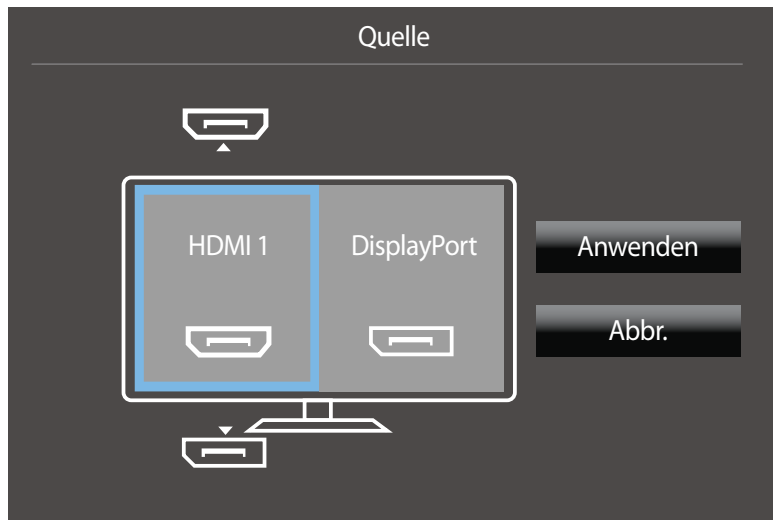 Quelle
HDMI 1
DisplayPort
Anwenden
Abbr.